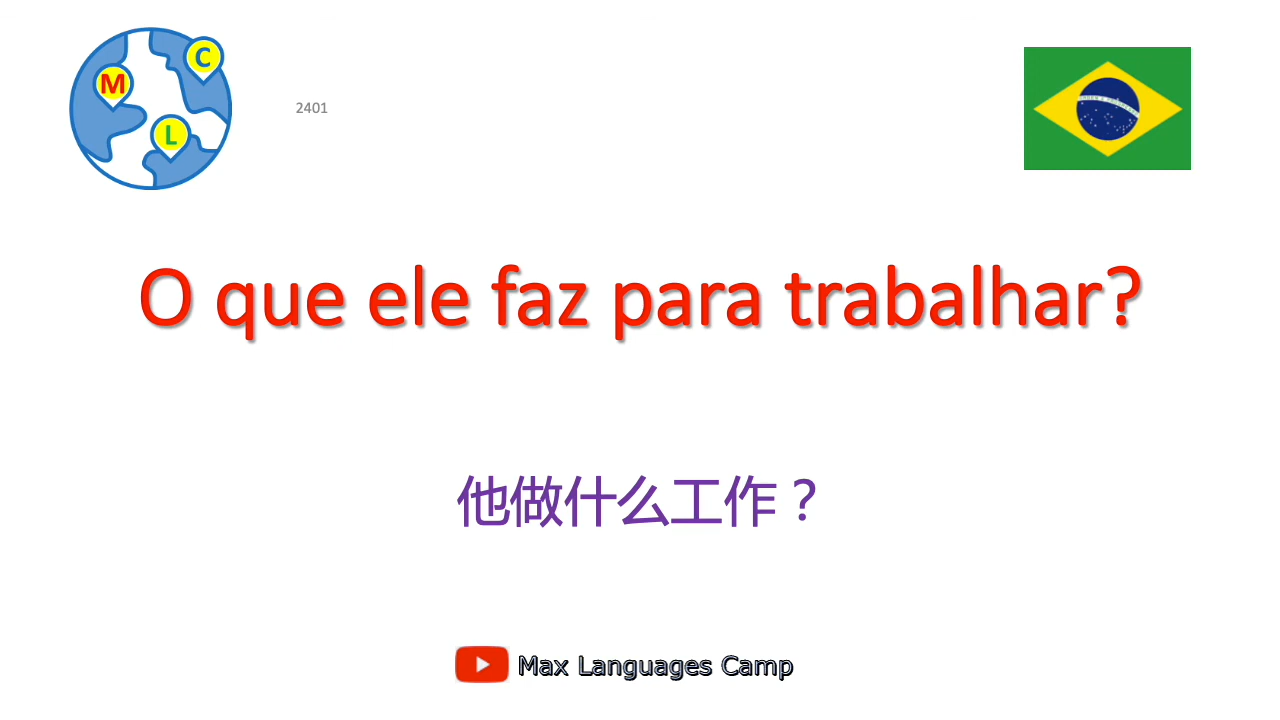 M
C
L
2401
O que ele faz para trabalhar?
他做什么工作？
Max Languages Camp